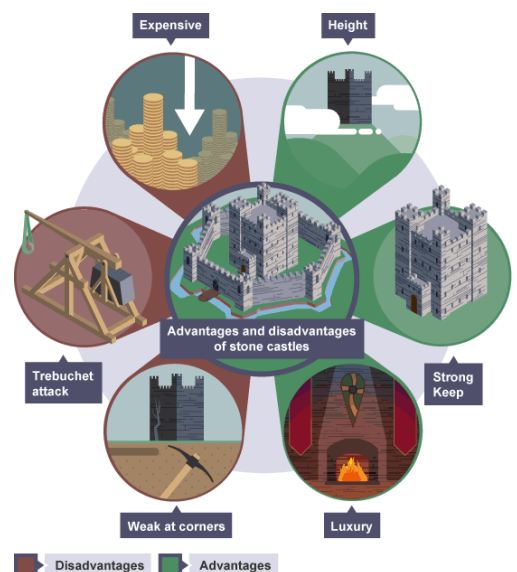 Expensive
Height
Advantages and disadvantages
of stone castles
Trebuchet
attack
Strong
Keep
Weak at corners
Luxury
Disadvantages
Advantages